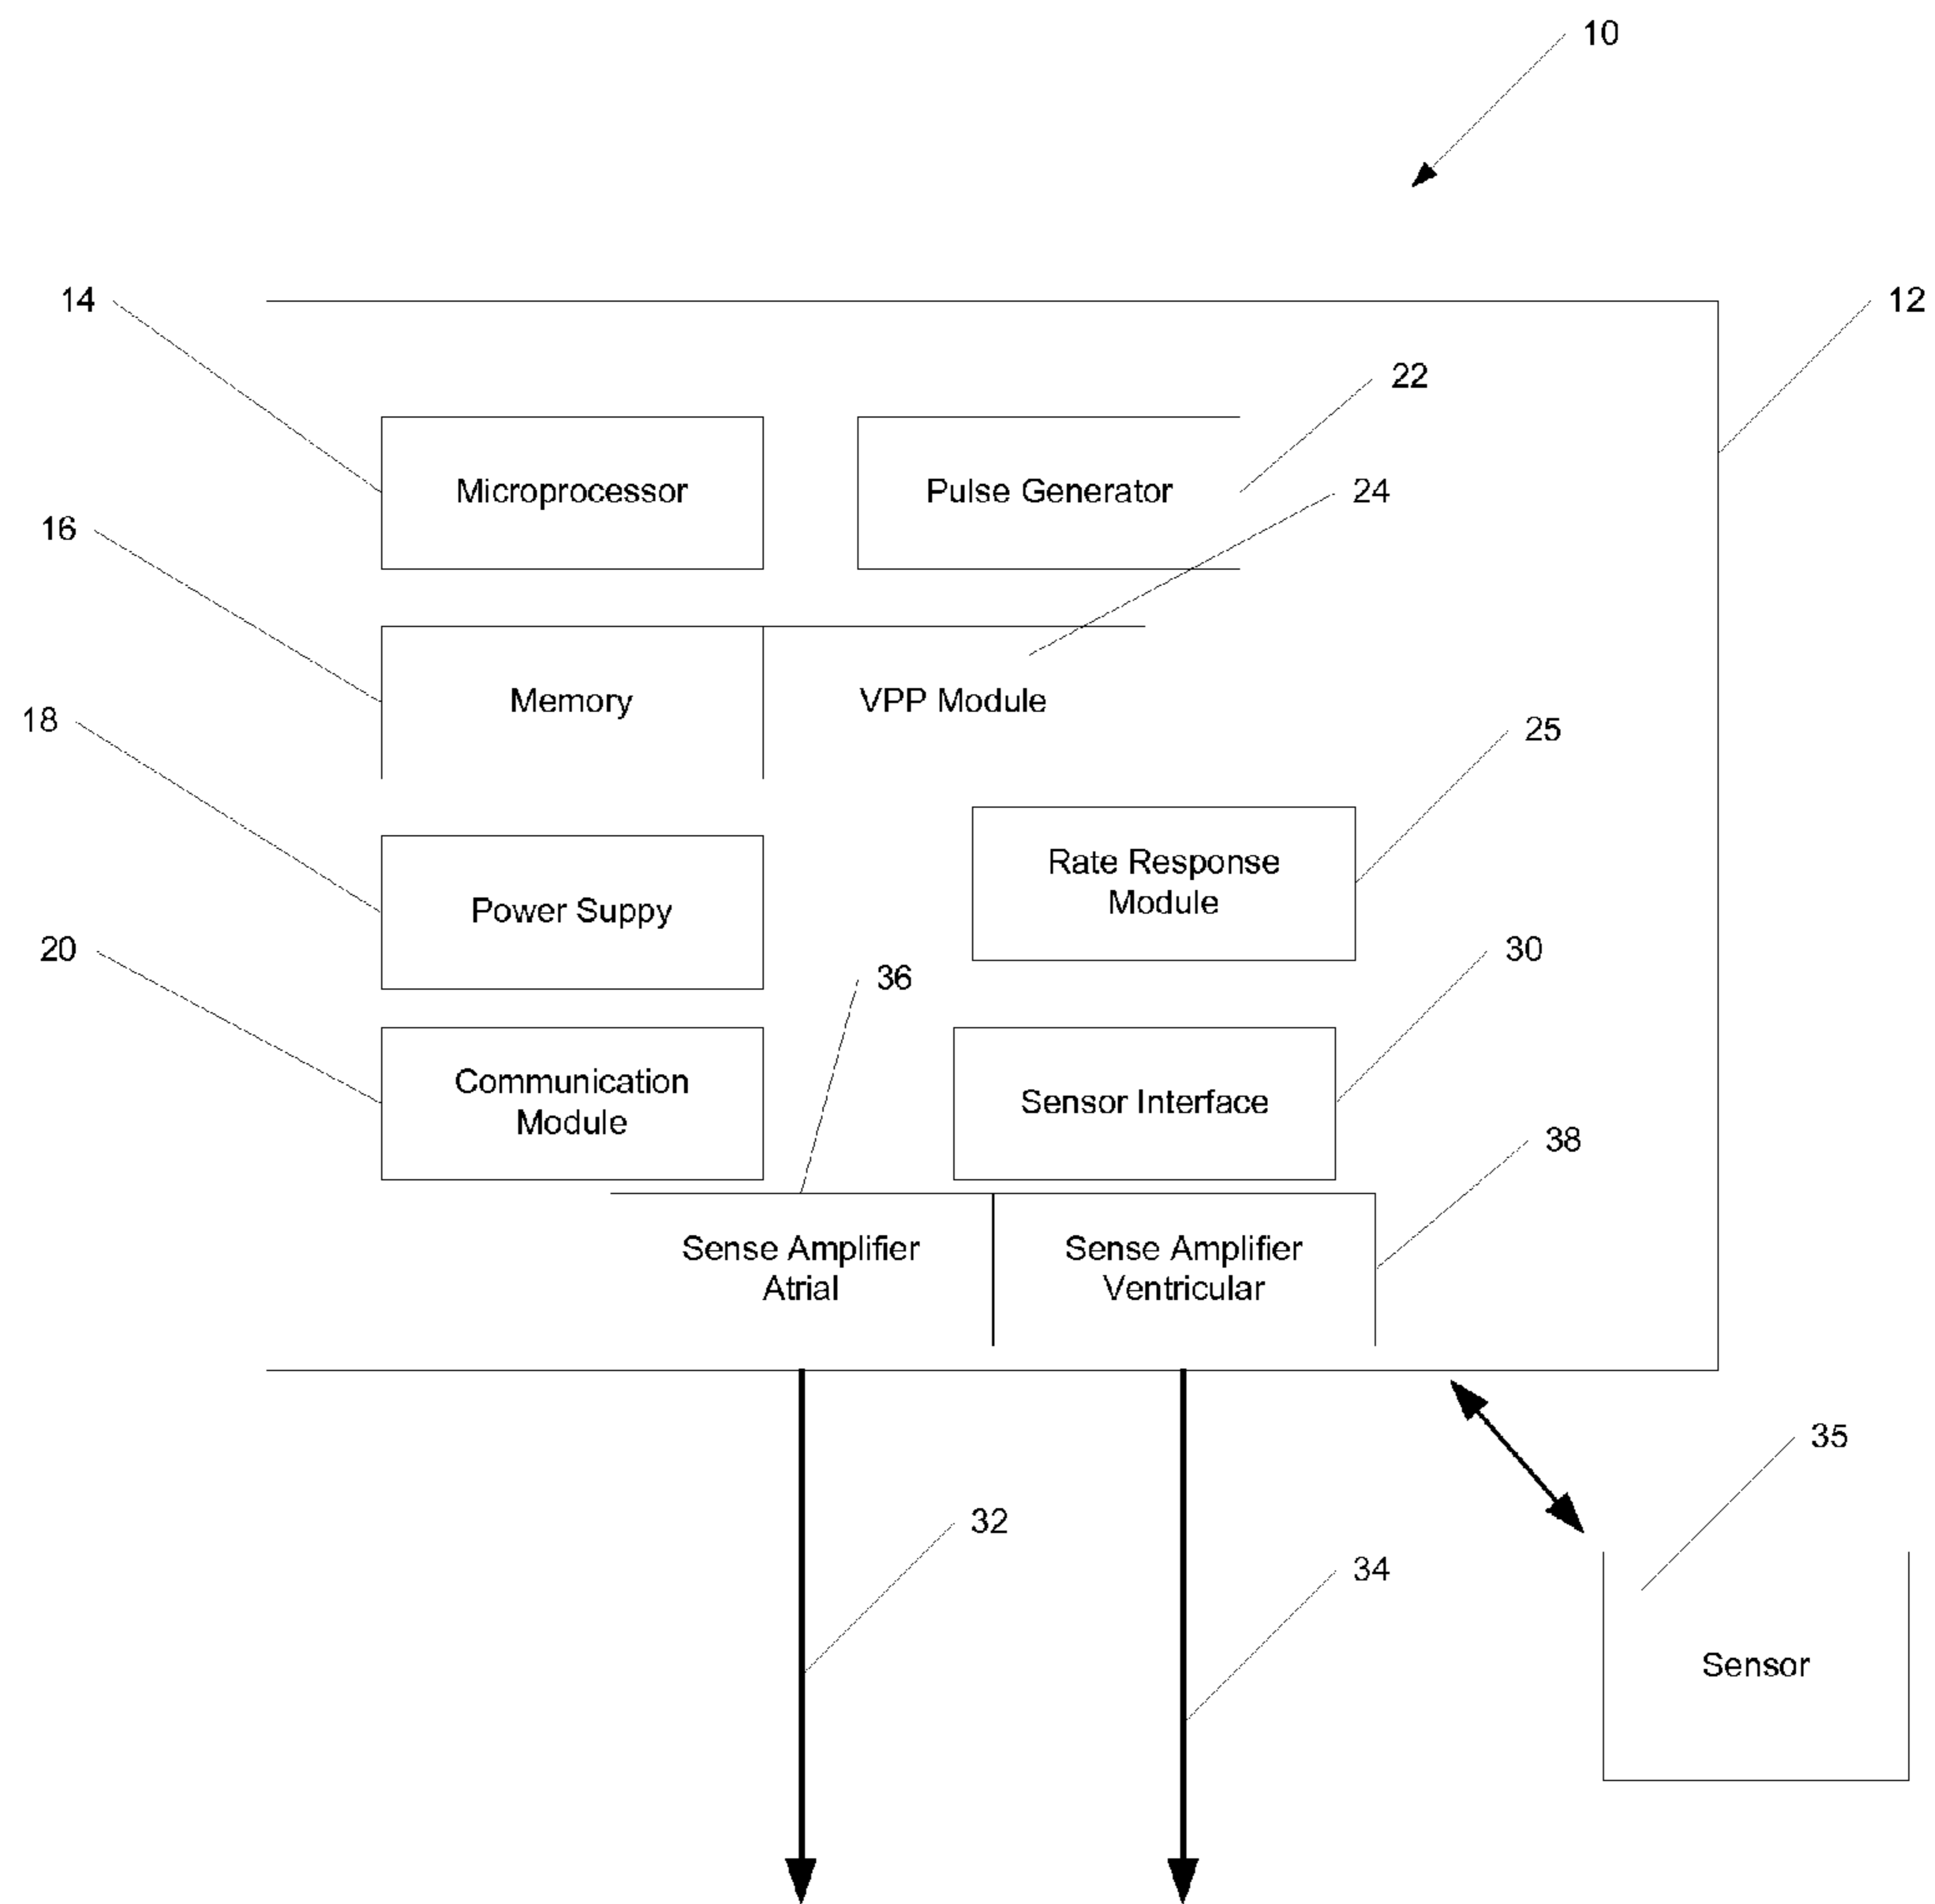 10
14
12
22
Microprocessor
Pulse Generator
24
16
Memory
VPP Module
18
25
Rate Response
Module
Power Suppy
20
36
30
Communication
Module
Sensor Interface
38
Sense Amplifier
Atrial
Sense Amplifier
Ventricular
35
32
34
Sensor